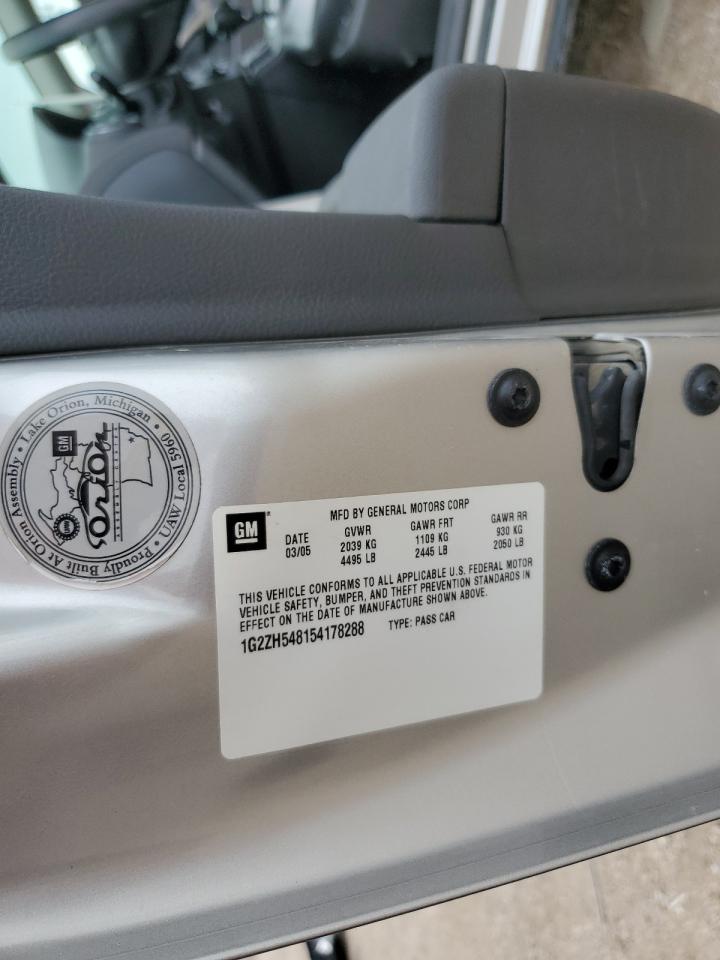 Proudly Built At Orion Assembly • Lake Orion, Michigan • UAW Local 5960 •
GM
orion
GM
MFD BY GENERAL MOTORS CORP
DATE GVWR GAWR FRT GAWR RR
03/05 2039 KG 1109 KG 930 KG
4495 LB 2445 LB 2050 LB
THIS VEHICLE CONFORMS TO ALL APPLICABLE U.S. FEDERAL MOTOR
VEHICLE SAFETY, BUMPER, AND THEFT PREVENTION STANDARDS IN
EFFECT ON THE DATE OF MANUFACTURE SHOWN ABOVE.
1G2ZH548154178288 TYPE: PASS CAR